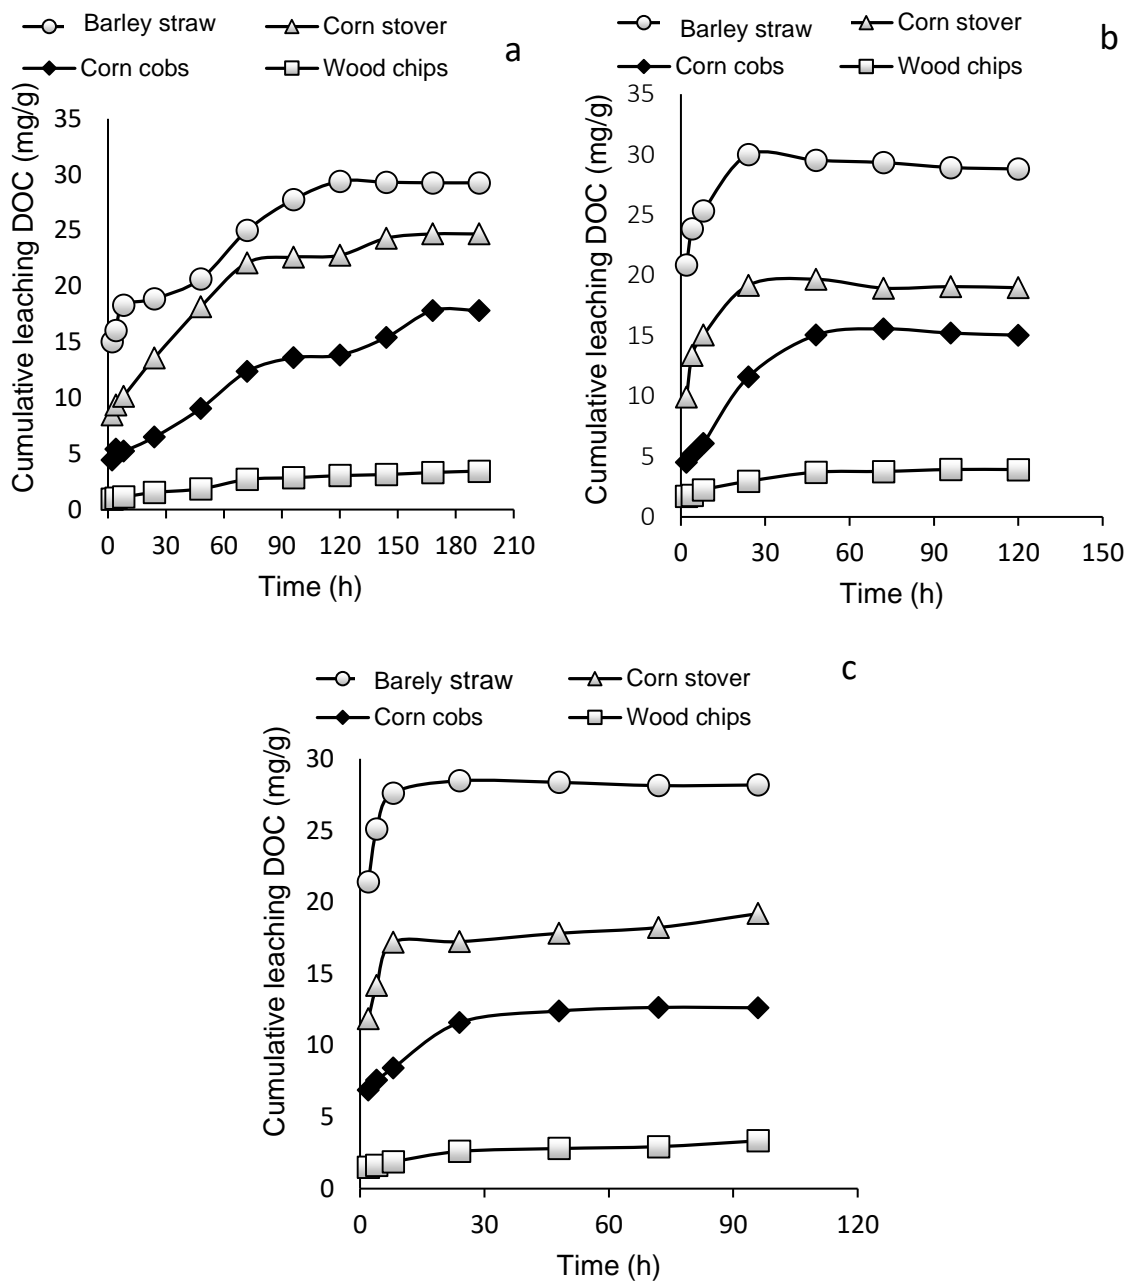 Barley straw Corn stover
Corn cobs Wood chips
a
Cumulative leaching DOC (mg/g)
35
30
25
20
15
10
5
0
0 30 60 90 120 150 180 210
Time (h)
Barley straw Corn stover
Corn cobs Wood chips
b
Cumulative leaching DOC (mg/g)
35
30
25
20
15
10
5
0
0 30 60 90 120 150
Time (h)
Barely straw Corn stover
Corn cobs Wood chips
c
Cumulative leaching DOC (mg/g)
30
25
20
15
10
5
0
0 30 60 90 120
Time (h)